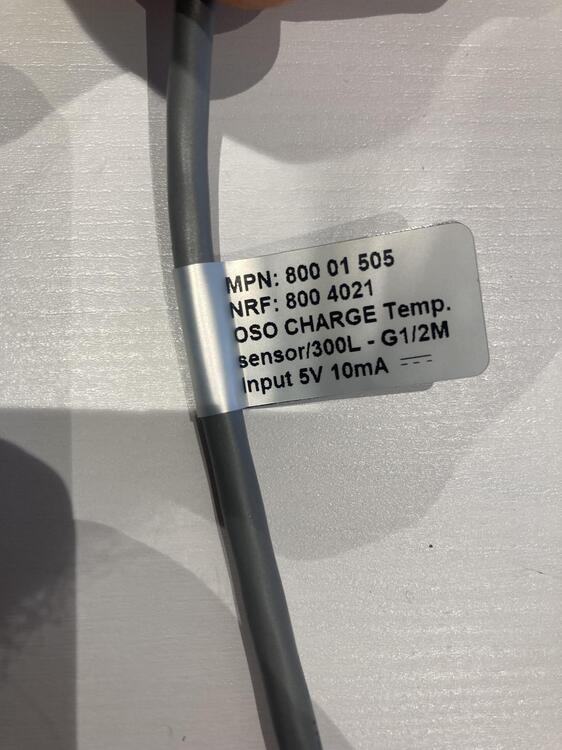 MPN: 800 01 505
NRF: 800 4021
OSO CHARGE Temp.
sensor/300L - G1/2M
Input 5V 10mA ⎓